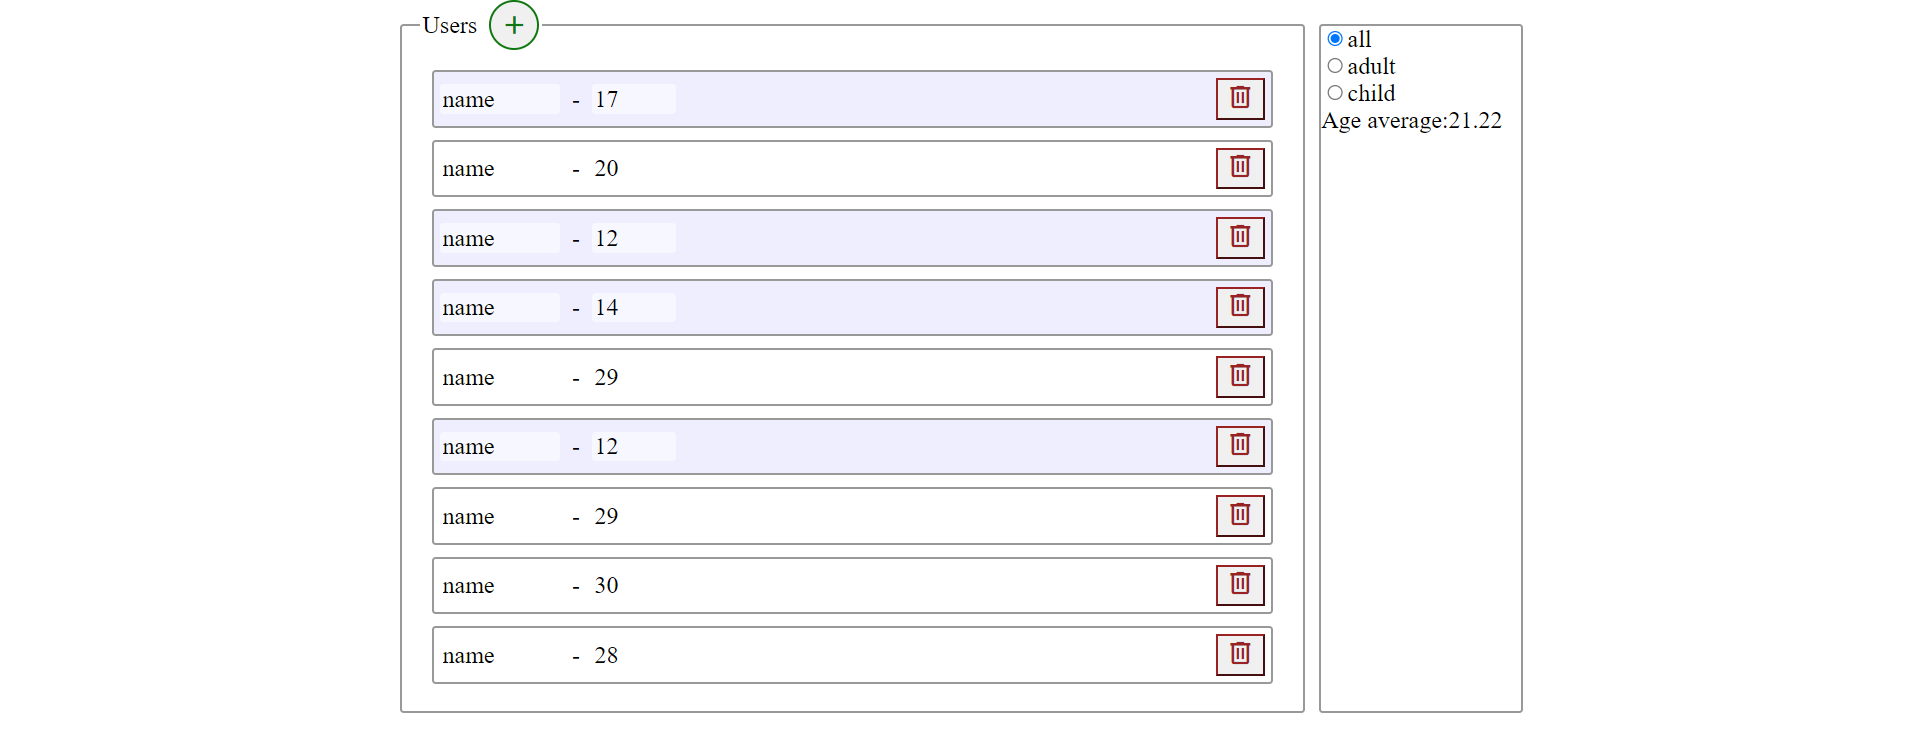 Users +
name - 17
name - 20
name - 12
name - 14
name - 29
name - 12
name - 29
name - 30
name - 28
all
adult
child
Age average:21.22